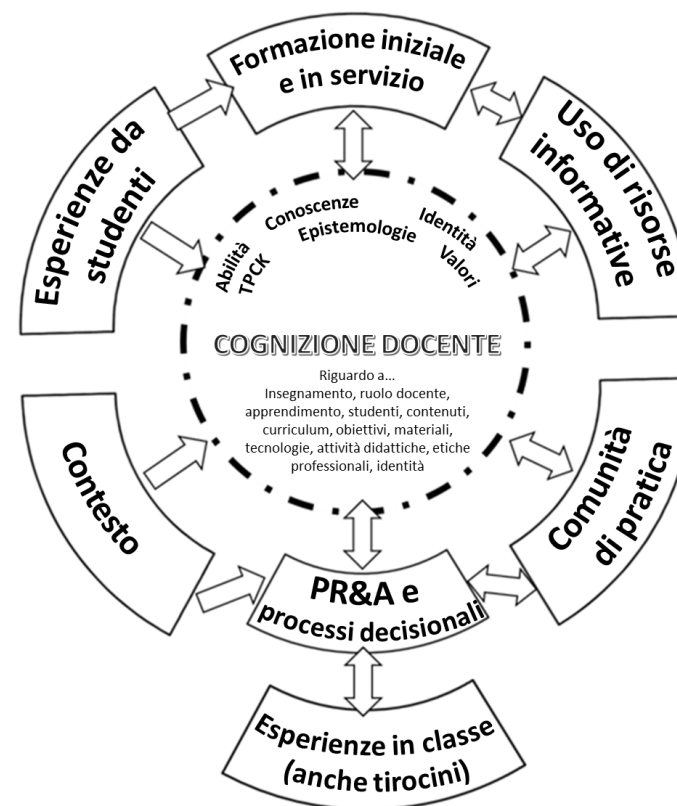 Formazione iniziale
e in servizio
Esperienze da
studenti
Uso di risorse
informative
Conoscenze
Epistemologie
Identità
Valori
Abilità
TPCK
COGNIZIONE DOCENTE
Riguardo a...
Insegnamento, ruolo docente,
apprendimento, studenti, contenuti,
curriculum, obiettivi, materiali,
tecnologie, attività didattiche, etiche
professionali, identità
Contesto
Comunità
di pratica
PR&A e
processi decisionali
Esperienze in classe
(anche tirocini)